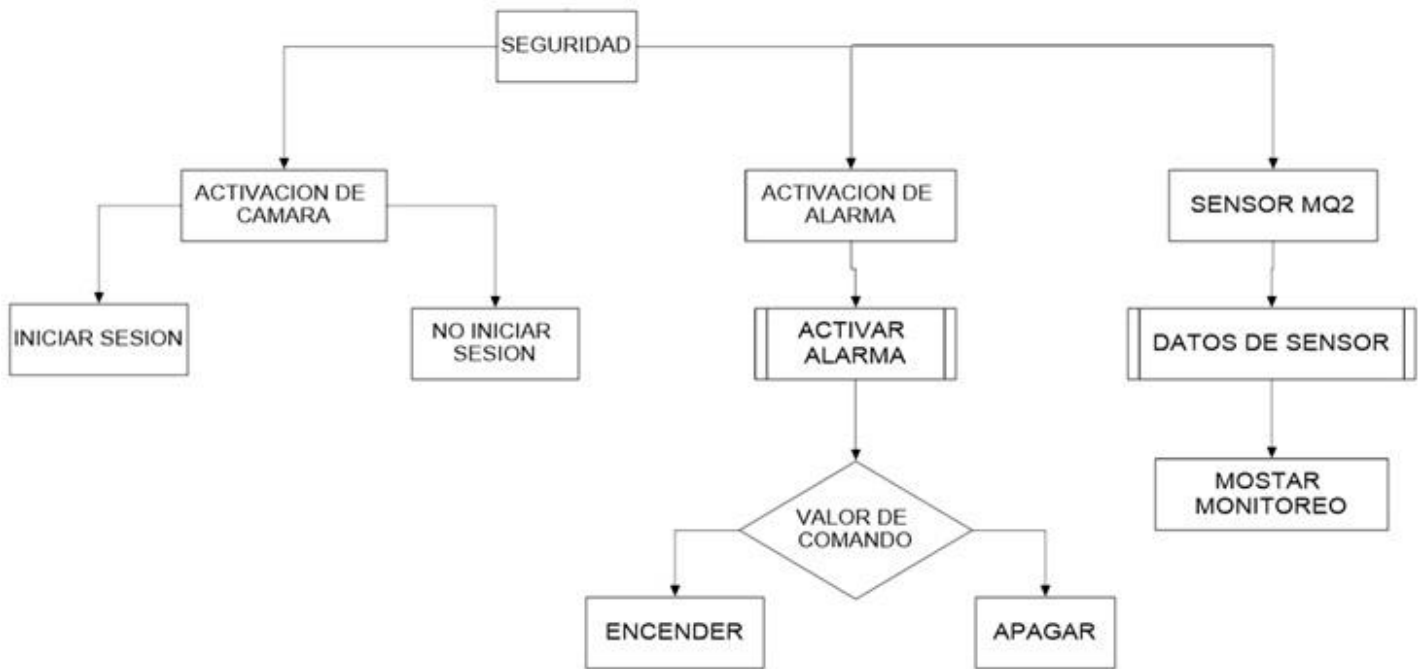 SEGURIDAD
ACTIVACION DE
CAMARA
ACTIVACION DE
ALARMA
SENSOR MQ2
INICIAR SESION
NO INICIAR
SESION
ACTIVAR
ALARMA
DATOS DE SENSOR
VALOR DE
COMANDO
MOSTAR
MONITOREO
ENCENDER
APAGAR